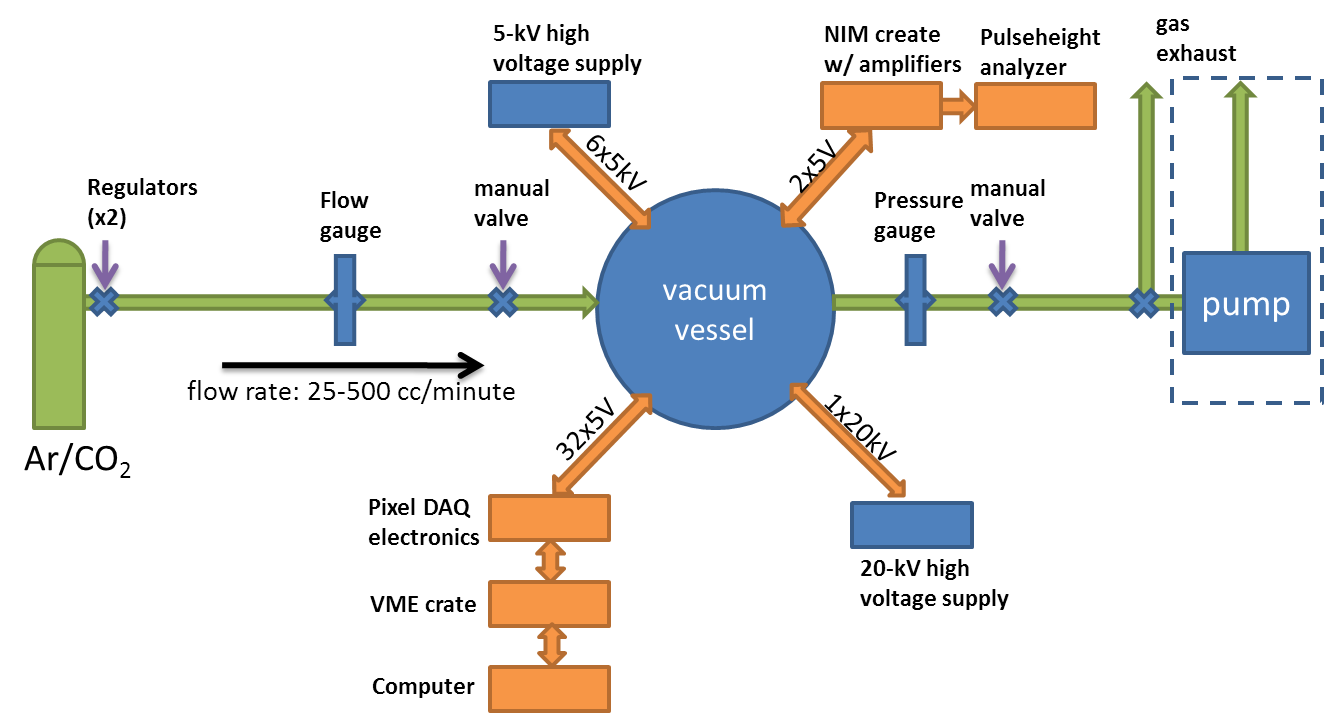 5-kV high
voltage supply
NIM create
w/ amplifiers
Pulseheight
analyzer
gas
exhaust
6x5kV
2x5V
Regulators
(x2)
Flow
gauge
manual
valve
Pressure
gauge
manual
valve
vacuum
vessel
pump
flow rate: 25-500 cc/minute
Ar/CO₂
32x5V
1x20kV
Pixel DAQ
electronics
VME crate
Computer
20-kV high
voltage supply